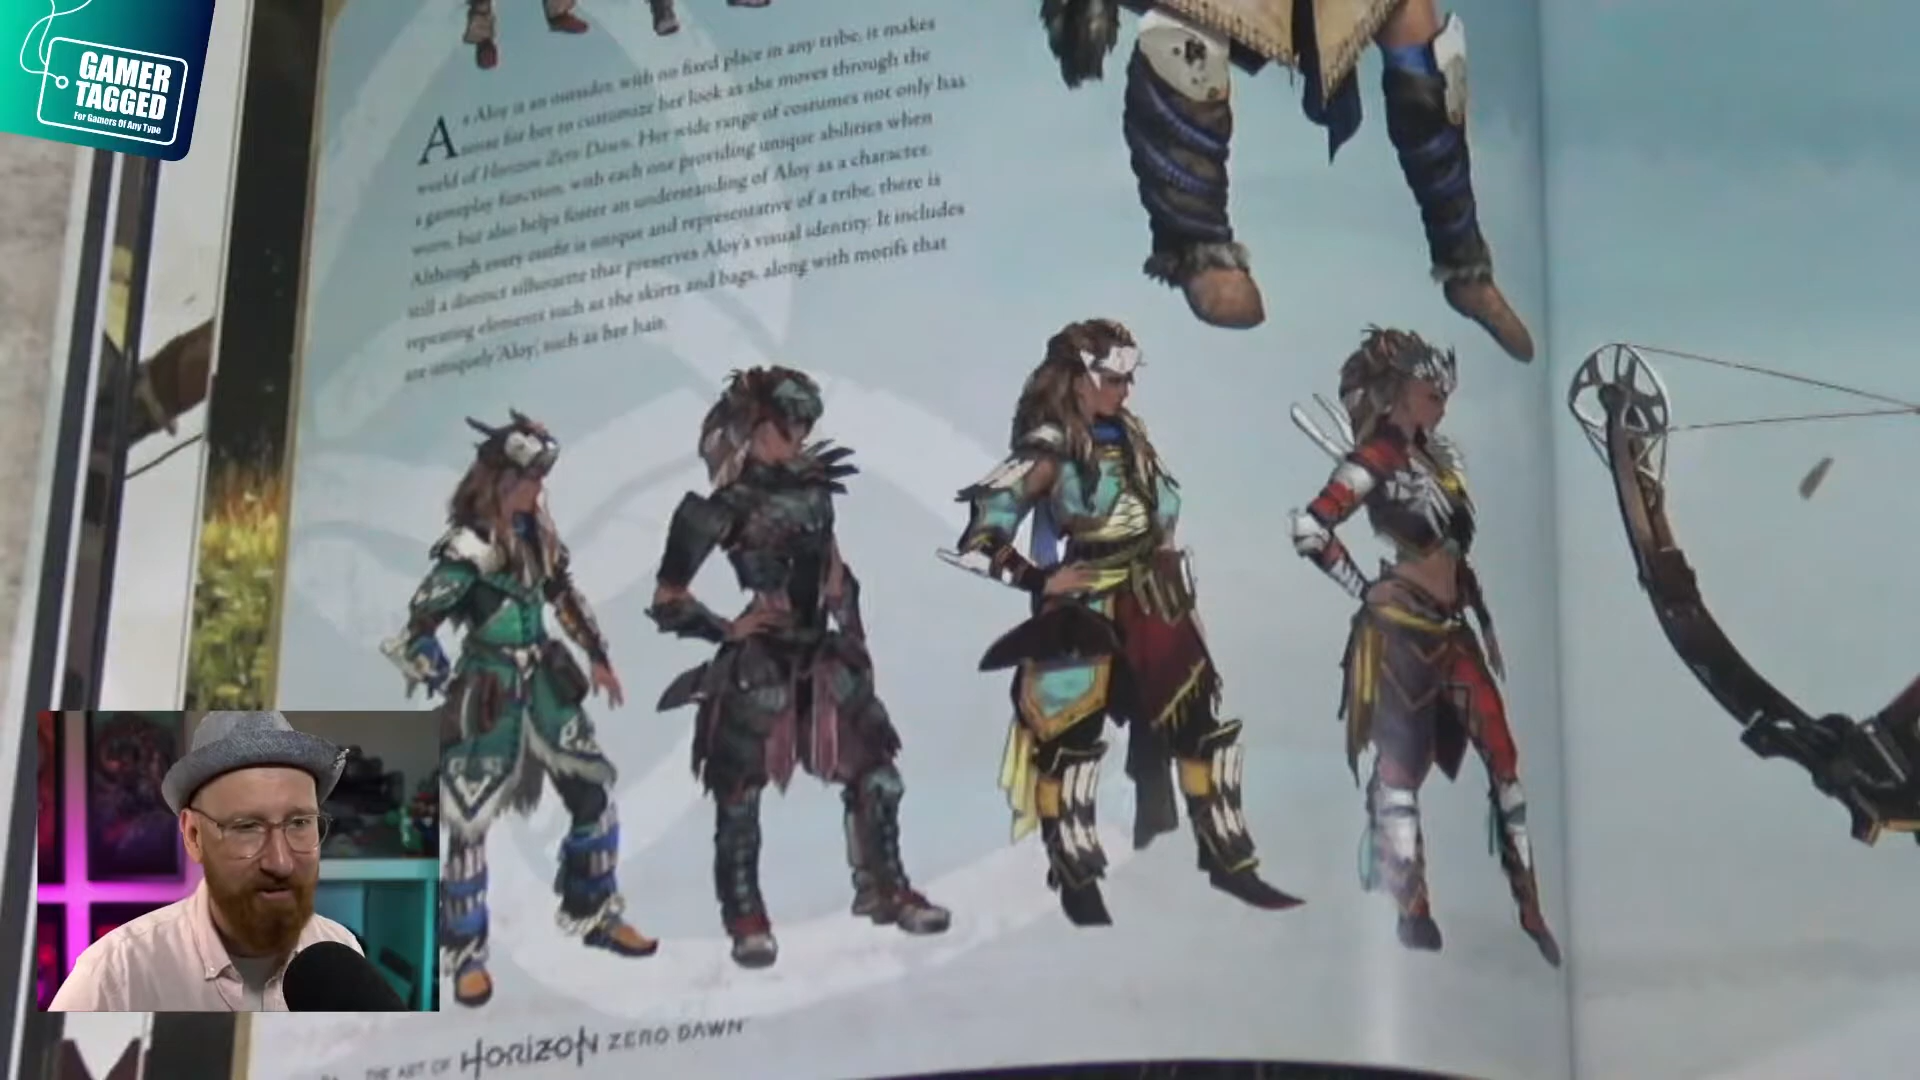 GAMER
TAGGED
For Gamers Of Any Type
As Aloy is an outsider, with no fixed place in any tribe, it makes
sense for her to customize her look as she moves through the
world of Horizon Zero Dawn. Her wide range of costumes not only has
a gameplay function, with each one providing unique abilities when
worn, but also helps foster an understanding of Aloy as a character.
Although every outfit is unique and representative of a tribe, there is
still a distinct silhouette that preserves Aloy's visual identity. It includes
repeating elements such as the skirts and bags, along with motifs that
are uniquely 'Aloy', such as her hair.
THE ART OF HORIZON ZERO DAWN